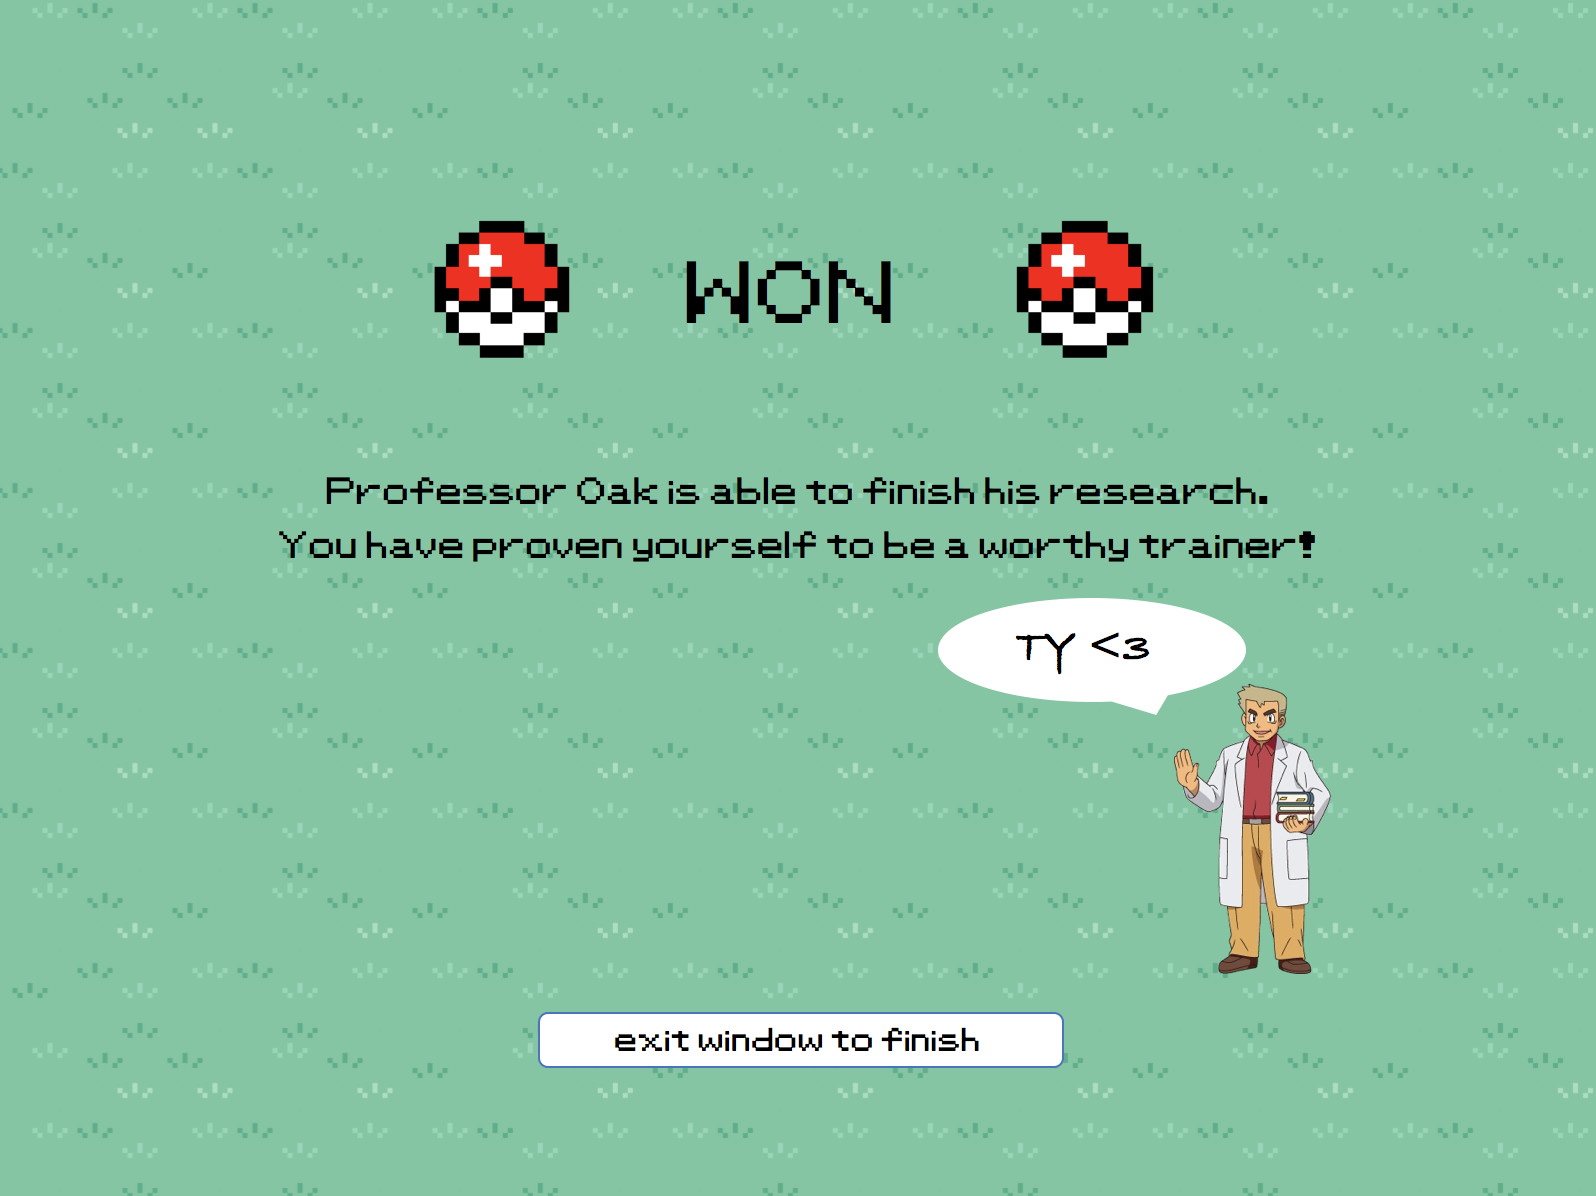 WON
Professor Oak is able to finish his research.
You have proven yourself to be a worthy trainer!
TY <3
exit window to finish